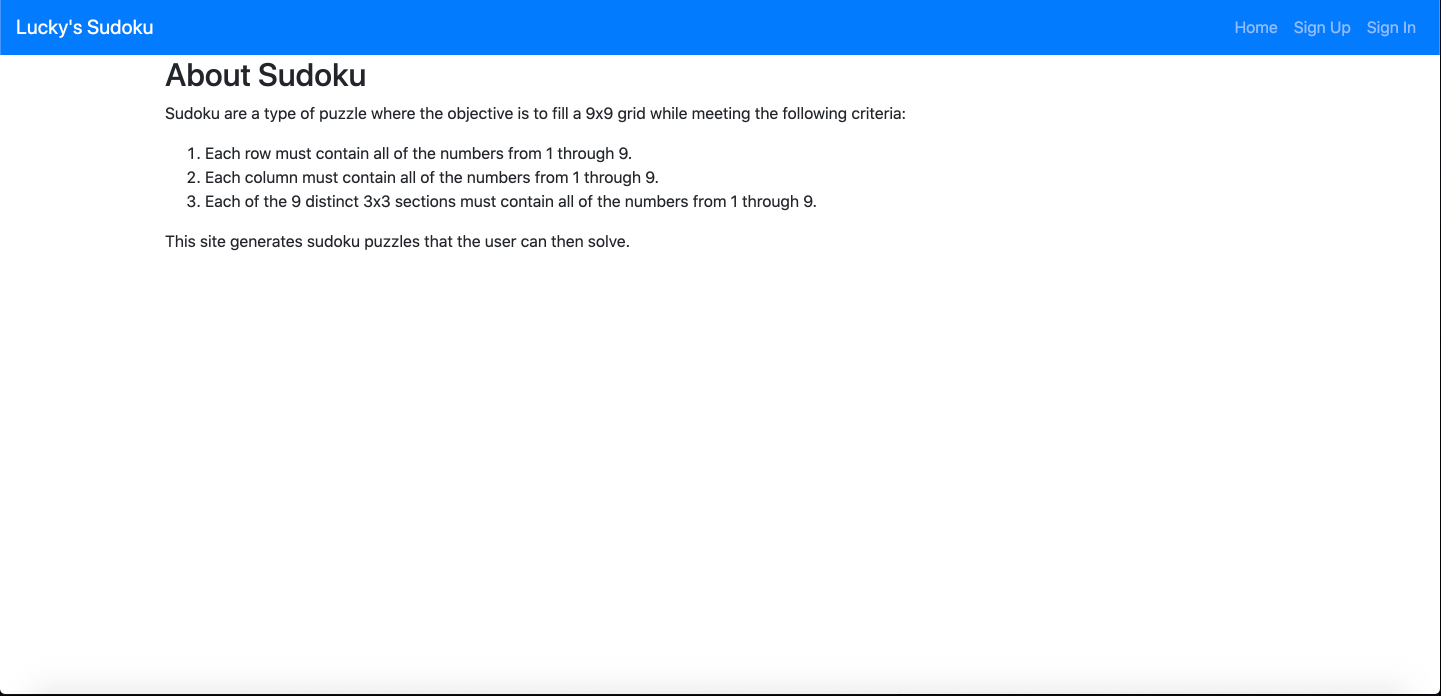 Lucky's Sudoku Home Sign Up Sign In
About Sudoku
Sudoku are a type of puzzle where the objective is to fill a 9x9 grid while meeting the following criteria:
1. Each row must contain all of the numbers from 1 through 9.
2. Each column must contain all of the numbers from 1 through 9.
3. Each of the 9 distinct 3x3 sections must contain all of the numbers from 1 through 9.
This site generates sudoku puzzles that the user can then solve.